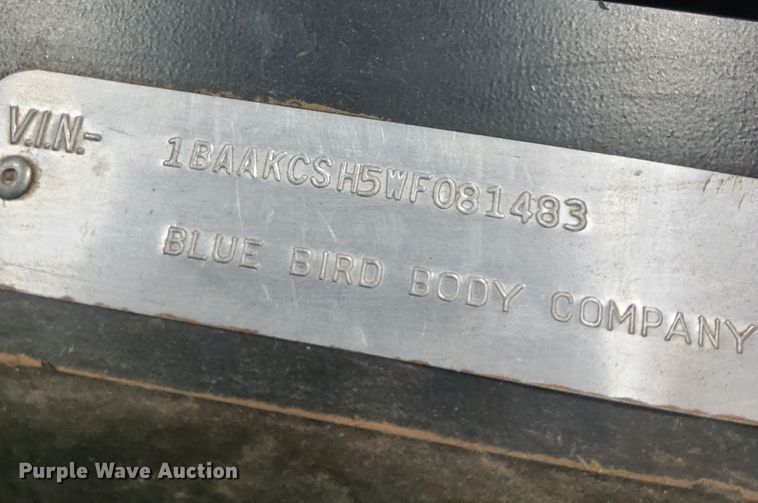 V.I.N.- 1BAAKCSH5WF081483
BLUE BIRD BODY COMPANY
Purple Wave Auction